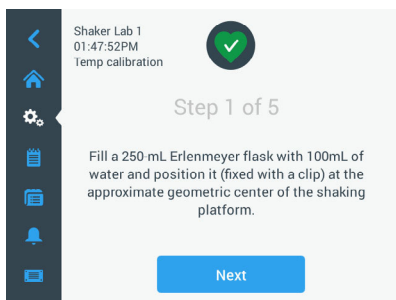 Shaker Lab 1
01:47:52PM
Temp calibration
Step 1 of 5
Fill a 250-mL Erlenmeyer flask with 100mL of
water and position it (fixed with a clip) at the
approximate geometric center of the shaking
platform.
Next